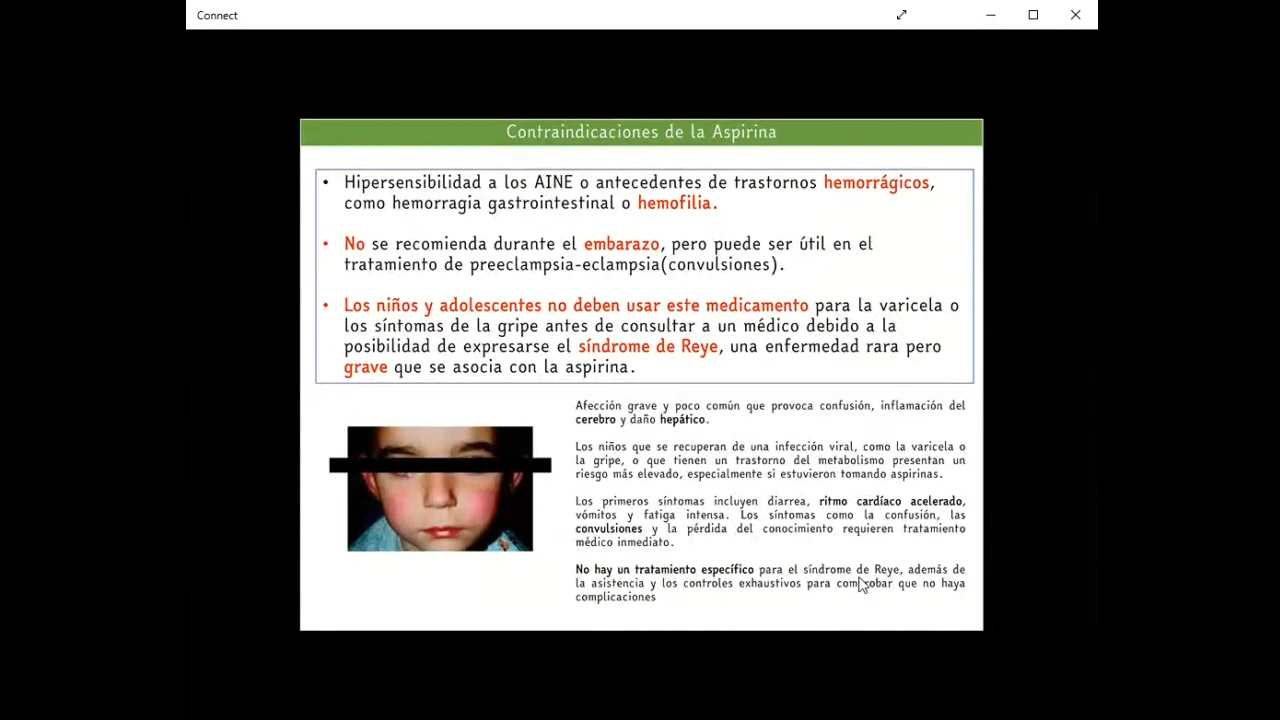 Connect
Contraindicaciones de la Aspirina
• Hipersensibilidad a los AINE o antecedentes de trastornos hemorrágicos,
como hemorragia gastrointestinal o hemofilia.
• No se recomienda durante el embarazo, pero puede ser útil en el
tratamiento de preeclampsia-eclampsia(convulsiones).
• Los niños y adolescentes no deben usar este medicamento para la varicela o
los síntomas de la gripe antes de consultar a un médico debido a la
posibilidad de expresarse el síndrome de Reye, una enfermedad rara pero
grave que se asocia con la aspirina.
Afección grave y poco común que provoca confusión, inflamación del
cerebro y daño hepático.
Los niños que se recuperan de una infección viral, como la varicela o
la gripe, o que tienen un trastorno del metabolismo presentan un
riesgo más elevado, especialmente si estuvieron tomando aspirinas.
Los primeros síntomas incluyen diarrea, ritmo cardíaco acelerado,
vómitos y fatiga intensa. Los síntomas como la confusión, las
convulsiones y la pérdida del conocimiento requieren tratamiento
médico inmediato.
No hay un tratamiento específico para el síndrome de Reye, además de
la asistencia y los controles exhaustivos para comprobar que no haya
complicaciones